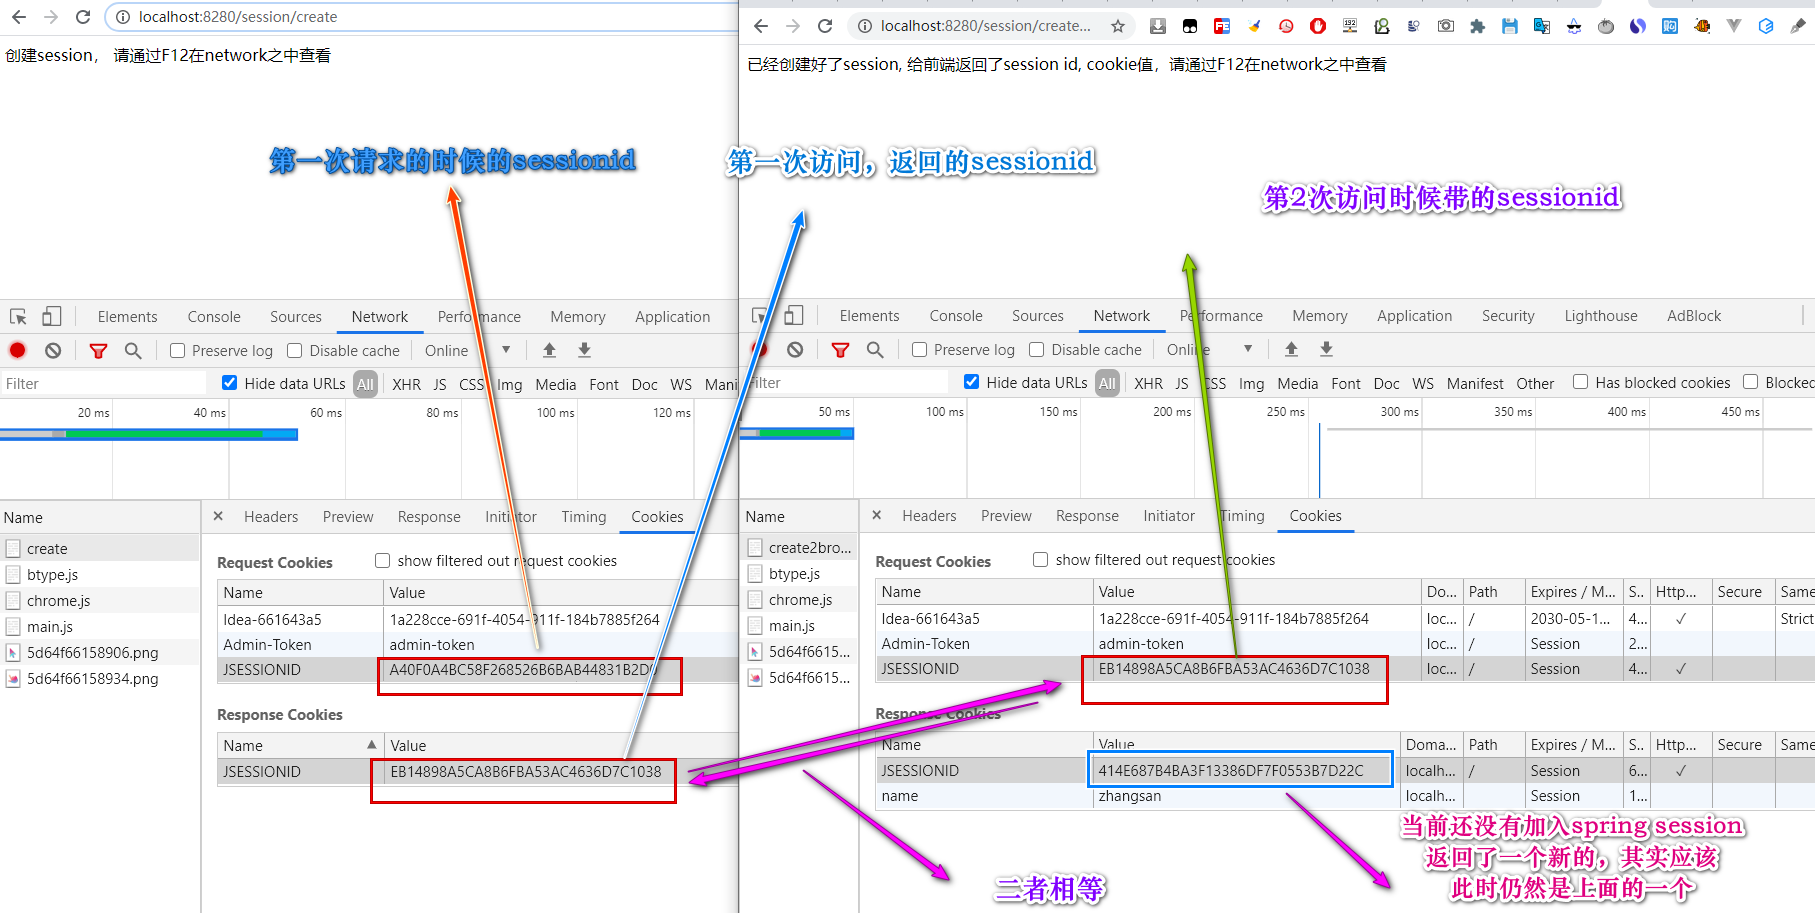 localhost:8280/session/create
创建session， 请通过F12在network之中查看
第一次请求的时候的sessionid
Elements Console Sources Network Performance Memory Application
Preserve log Disable cache Online
Filter Hide data URLs All XHR JS CSS Img Media Font Doc WS Mani
20 ms 40 ms 60 ms 80 ms 100 ms 120 ms
Name
create
btype.js
chrome.js
main.js
5d64f66158906.png
5d64f66158934.png
Headers Preview Response Initiator Timing Cookies
Request Cookies show filtered out request cookies
Name Value
Idea-661643a5 1a228cce-691f-4054-911f-184b7885f264
Admin-Token admin-token
JSESSIONID A40F0A4BC58F268526B6BAB44831B2D
Response Cookies
Name Value
JSESSIONID EB14898A5CA8B6FBA53AC4636D7C1038
localhost:8280/session/create...
已经创建好了session, 给前端返回了session id, cookie值，请通过F12在network之中查看
第一次访问，返回的sessionid
第2次访问时候带的sessionid
Elements Console Sources Network Performance Memory Application Security Lighthouse AdBlock
Preserve log Disable cache Online
Filter Hide data URLs All XHR JS CSS Img Media Font Doc WS Manifest Other Has blocked cookies Blocked
50 ms 100 ms 150 ms 200 ms 250 ms 300 ms 350 ms 400 ms 450 ms
Name
create2bro...
btype.js
chrome.js
main.js
5d64f6615...
5d64f6615...
Headers Preview Response Initiator Timing Cookies
Request Cookies show filtered out request cookies
Name Value Do... Path Expires / M... S.. Http... Secure Same
Idea-661643a5 1a228cce-691f-4054-911f-184b7885f264 loc... / 2030-05-1... 4... ✓ Strict
Admin-Token admin-token loc... / Session 2...
JSESSIONID EB14898A5CA8B6FBA53AC4636D7C1038 loc... / Session 4... ✓
Response Cookies
Name Value Doma... Path Expires / M... S.. Http... Secure Same
JSESSIONID 414E687B4BA3F13386DF7F0553B7D22C localh... / Session 6... ✓
name zhangsan localh... Session 1...
当前还没有加入spring session
返回了一个新的，其实应该
此时仍然是上面的一个
二者相等